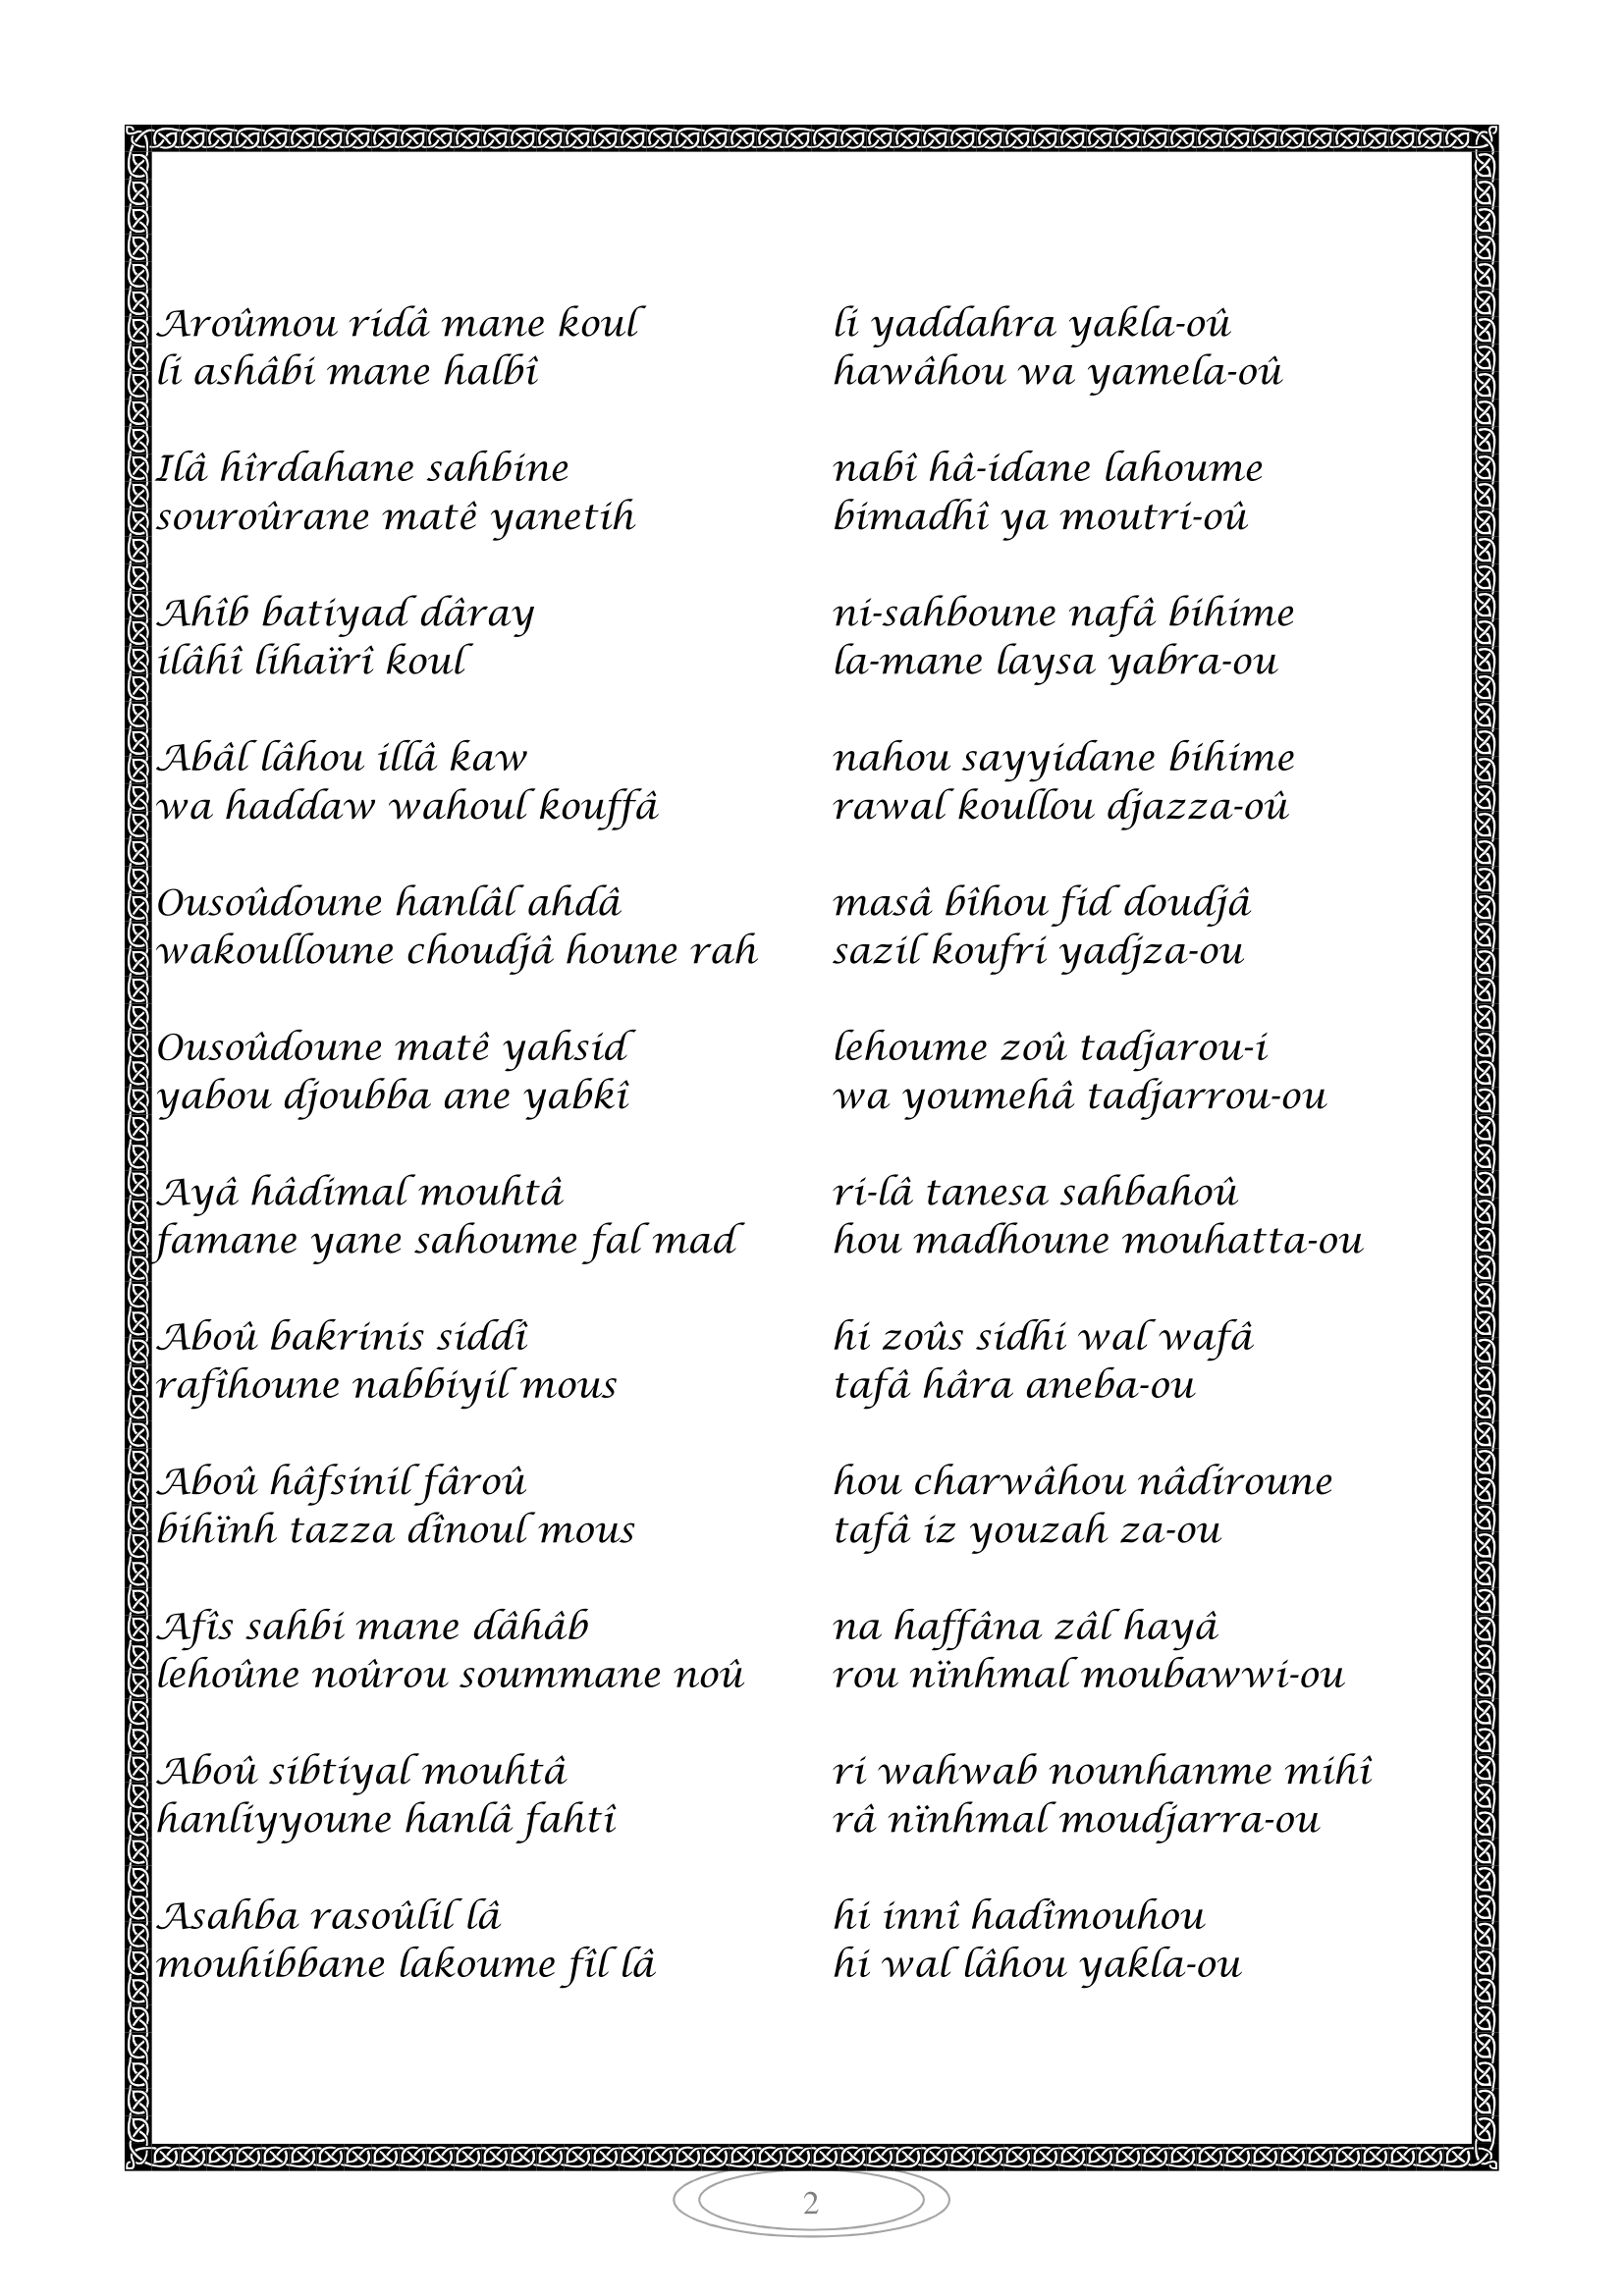 Aroûmou ridâ mane koul li yaddahra yakla-oû
li ashâbi mane halbî hawâhou wa yamela-oû
Ilâ hîrdahane sahbine nabî hâ-idane lahoume
souroûrane matê yanetih bimadhî ya moutri-oû
Ahîb batiyad dâray ni-sahboune nafâ bihime
ilâhî lihaïrî koul la-mane laysa yabra-ou
Abâl lâhou illâ kaw nahou sayyidane bihime
wa haddaw wahoul kouffâ rawal koullou djazza-oû
Ousoûdoune hanlâl ahdâ masâ bîhou fid doudjâ
wakoulloune choudjâ houne rah sazil koufri yadjza-ou
Ousoûdoune matê yahsid lehoume zoû tadjarou-i
yabou djoubba ane yabkî wa youmehâ tadjarrou-ou
Ayâ hâdimal mouhtâ ri-lâ tanesa sahbahoû
famane yane sahoume fal mad hou madhoune mouhatta-ou
Aboû bakrinis siddî hi zoûs sidhi wal wafâ
rafîhoune nabbiyil mous tafâ hâra aneba-ou
Aboû hâfsinil fâroû hou charwâhou nâdiroune
bihïnh tazza dînoul mous tafâ iz youzah za-ou
Afîs sahbi mane dâhâb na haffâna zâl hayâ
lehoûne noûrou soummane noû rou nïnhmal moubawwi-ou
Aboû sibtiyal mouhtâ ri wahwab nounhanme mihî
hanliyyoune hanlâ fahtî râ nïnhmal moudjarra-ou
Asahba rasoûlil lâ hi innî hadîmouhou
mouhibbane lakoume fîl lâ hi wal lâhou yakla-ou
2